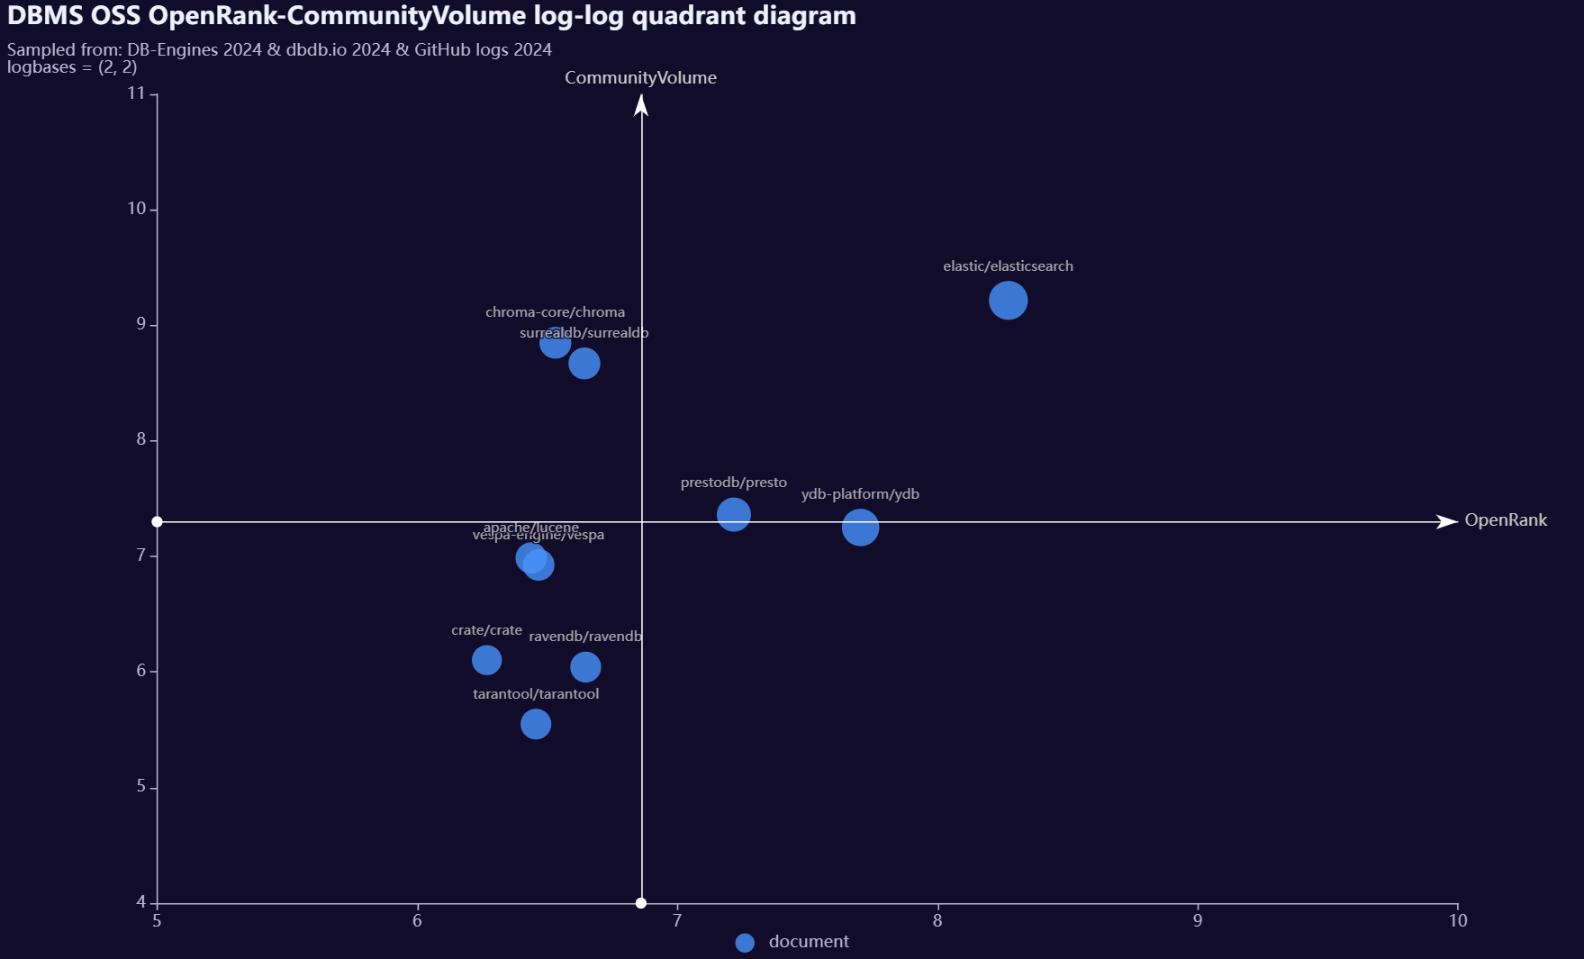 DBMS OSS OpenRank-CommunityVolume log-log quadrant diagram
Sampled from: DB-Engines 2024 & dbdb.io 2024 & GitHub logs 2024
logbases = (2, 2)
CommunityVolume
11
10
elastic/elasticsearch
chroma-core/chroma
9
surrealdb/surrealdb
8
prestodb/presto
ydb-platform/ydb
OpenRank
apache/lucene
vespa-engine/vespa
7
crate/crate
ravendb/ravendb
6
tarantool/tarantool
5
4
5 6 7 8 9 10
document